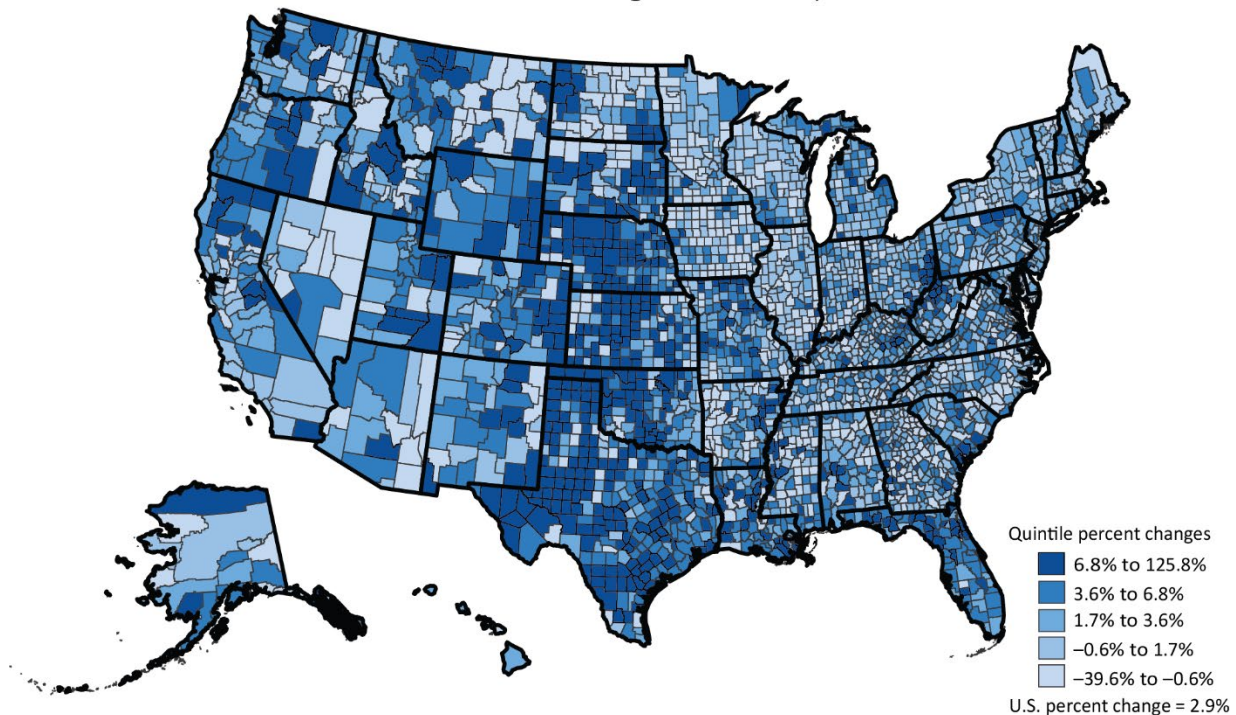 Quintile percent changes
6.8% to 125.8%
3.6% to 6.8%
1.7% to 3.6%
−0.6% to 1.7%
−39.6% to −0.6%
U.S. percent change = 2.9%